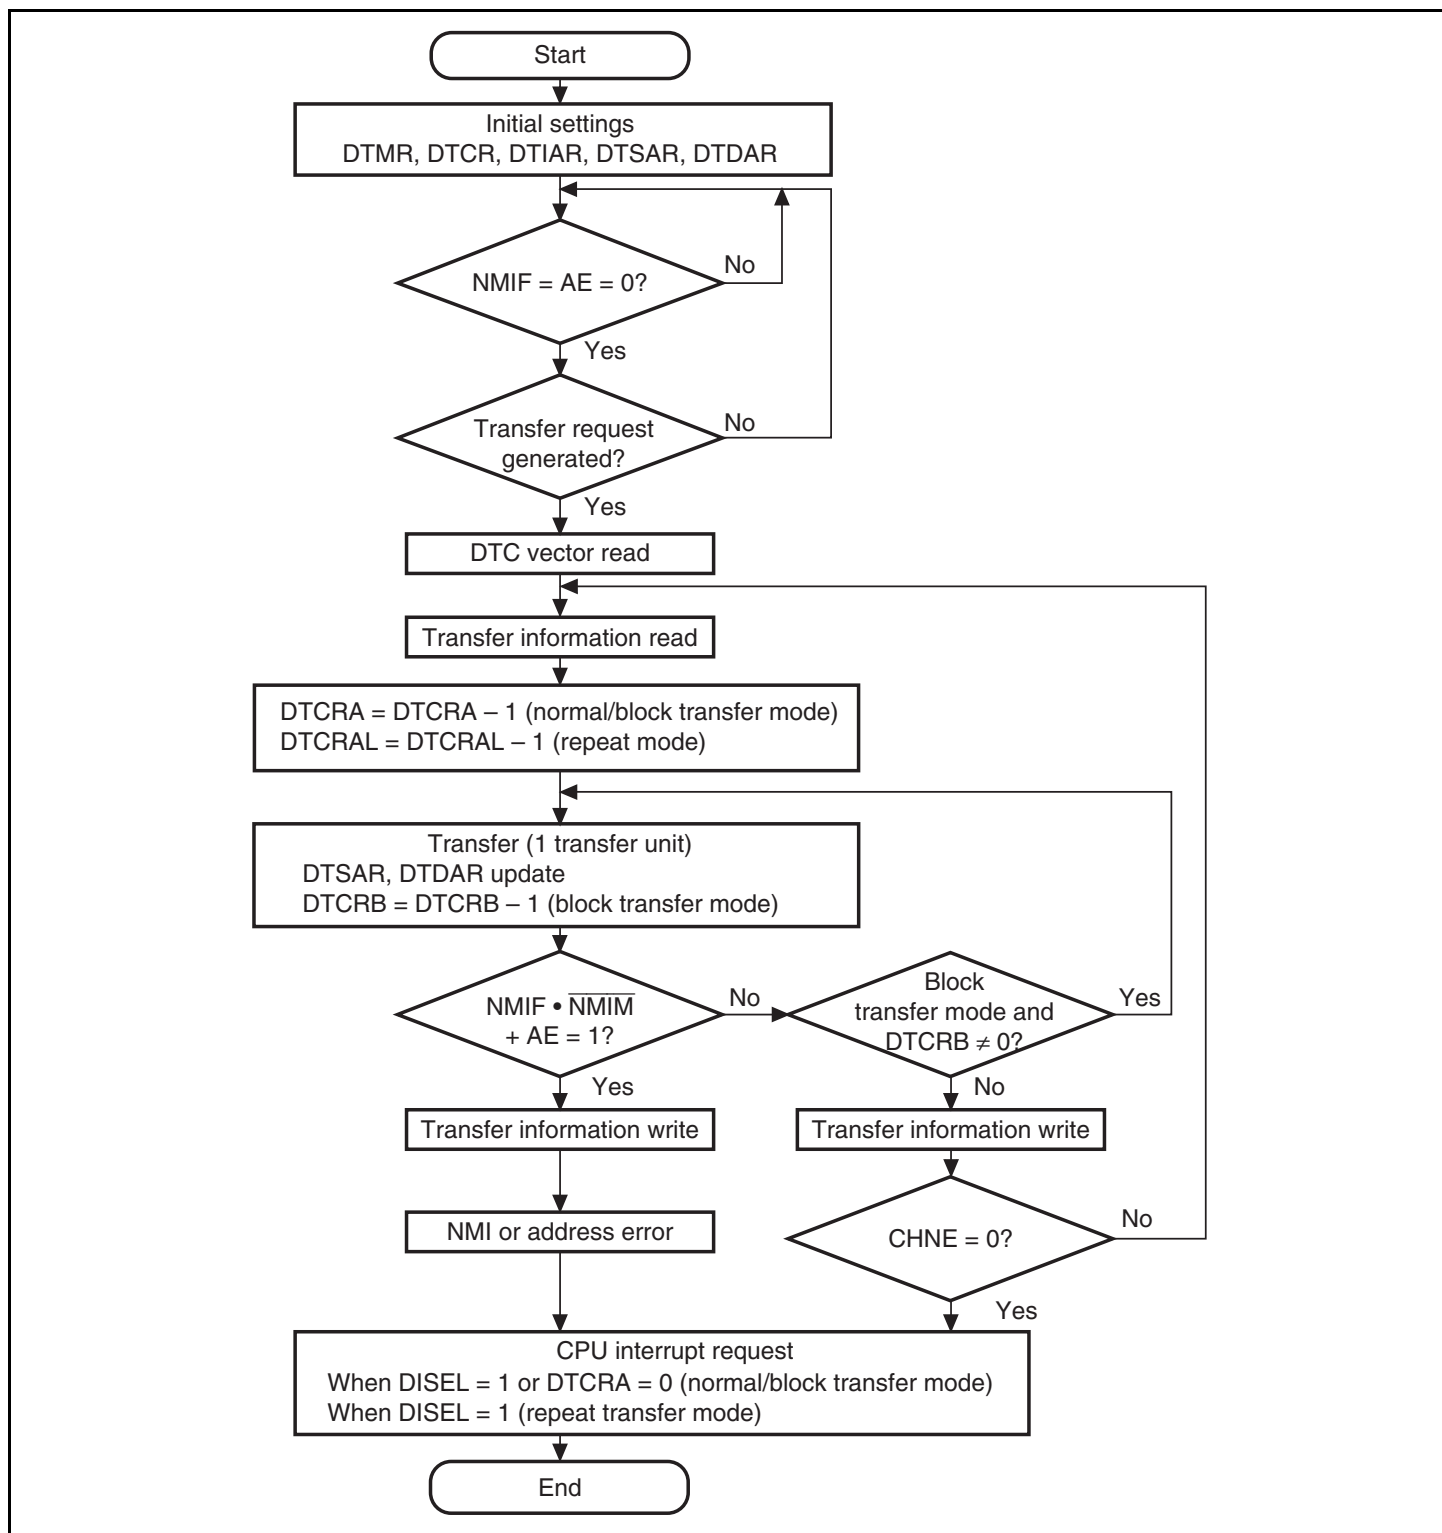 Start
Initial settings
DTMR, DTCR, DTIAR, DTSAR, DTDAR
NMIF = AE = 0?
No
Yes
Transfer request
generated?
No
Yes
DTC vector read
Transfer information read
DTCRA = DTCRA – 1 (normal/block transfer mode)
DTCRAL = DTCRAL – 1 (repeat mode)
Transfer (1 transfer unit)
DTSAR, DTDAR update
DTCRB = DTCRB – 1 (block transfer mode)
NMIF • N̅M̅I̅M̅
+ AE = 1?
No
Yes
Block
transfer mode and
DTCRB ≠ 0?
Yes
No
Transfer information write
Transfer information write
NMI or address error
CHNE = 0?
No
Yes
CPU interrupt request
When DISEL = 1 or DTCRA = 0 (normal/block transfer mode)
When DISEL = 1 (repeat transfer mode)
End